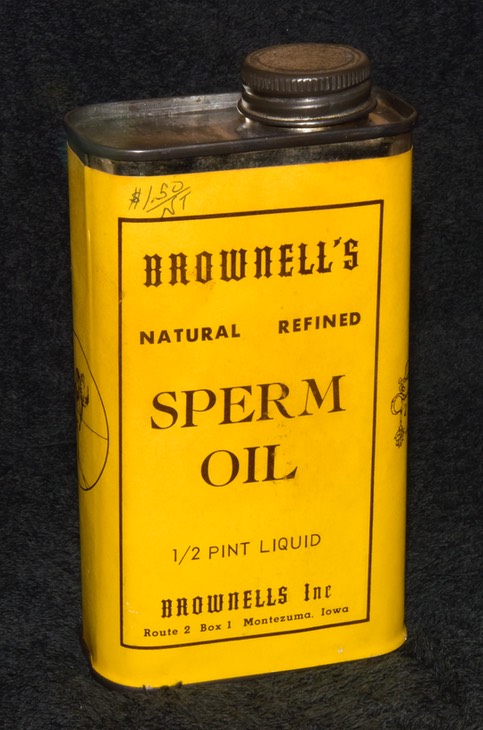 $1.50
BROWNELL'S
NATURAL REFINED
SPERM
OIL
1/2 PINT LIQUID
BROWNELLS Inc
Route 2 Box 1 Montezuma, Iowa